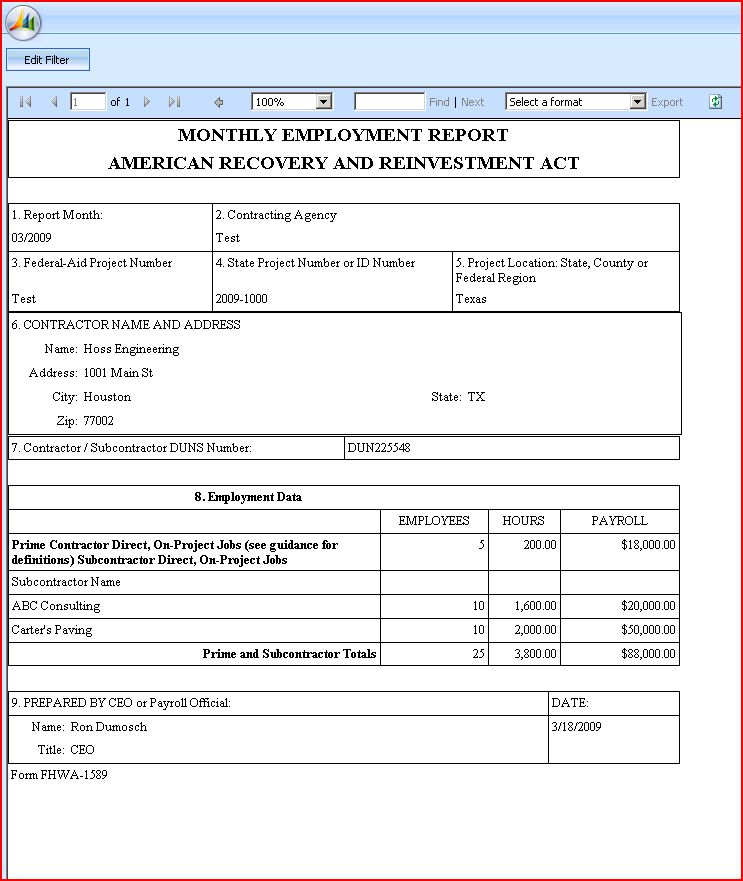 Edit Filter
1 of 1 100% Find | Next Select a format Export
MONTHLY EMPLOYMENT REPORT
AMERICAN RECOVERY AND REINVESTMENT ACT
1. Report Month: 2. Contracting Agency
03/2009 Test
3. Federal-Aid Project Number 4. State Project Number or ID Number 5. Project Location: State, County or
Federal Region
Test 2009-1000 Texas
6. CONTRACTOR NAME AND ADDRESS
Name: Hoss Engineering
Address: 1001 Main St
City: Houston State: TX
Zip: 77002
7. Contractor / Subcontractor DUNS Number: DUN225548
8. Employment Data
EMPLOYEES HOURS PAYROLL
Prime Contractor Direct, On-Project Jobs (see guidance for 5 200.00 $18,000.00
definitions) Subcontractor Direct, On-Project Jobs
Subcontractor Name
ABC Consulting 10 1,600.00 $20,000.00
Carter's Paving 10 2,000.00 $50,000.00
Prime and Subcontractor Totals 25 3,800.00 $88,000.00
9. PREPARED BY CEO or Payroll Official: DATE:
Name: Ron Dumosch 3/18/2009
Title: CEO
Form FHWA-1589